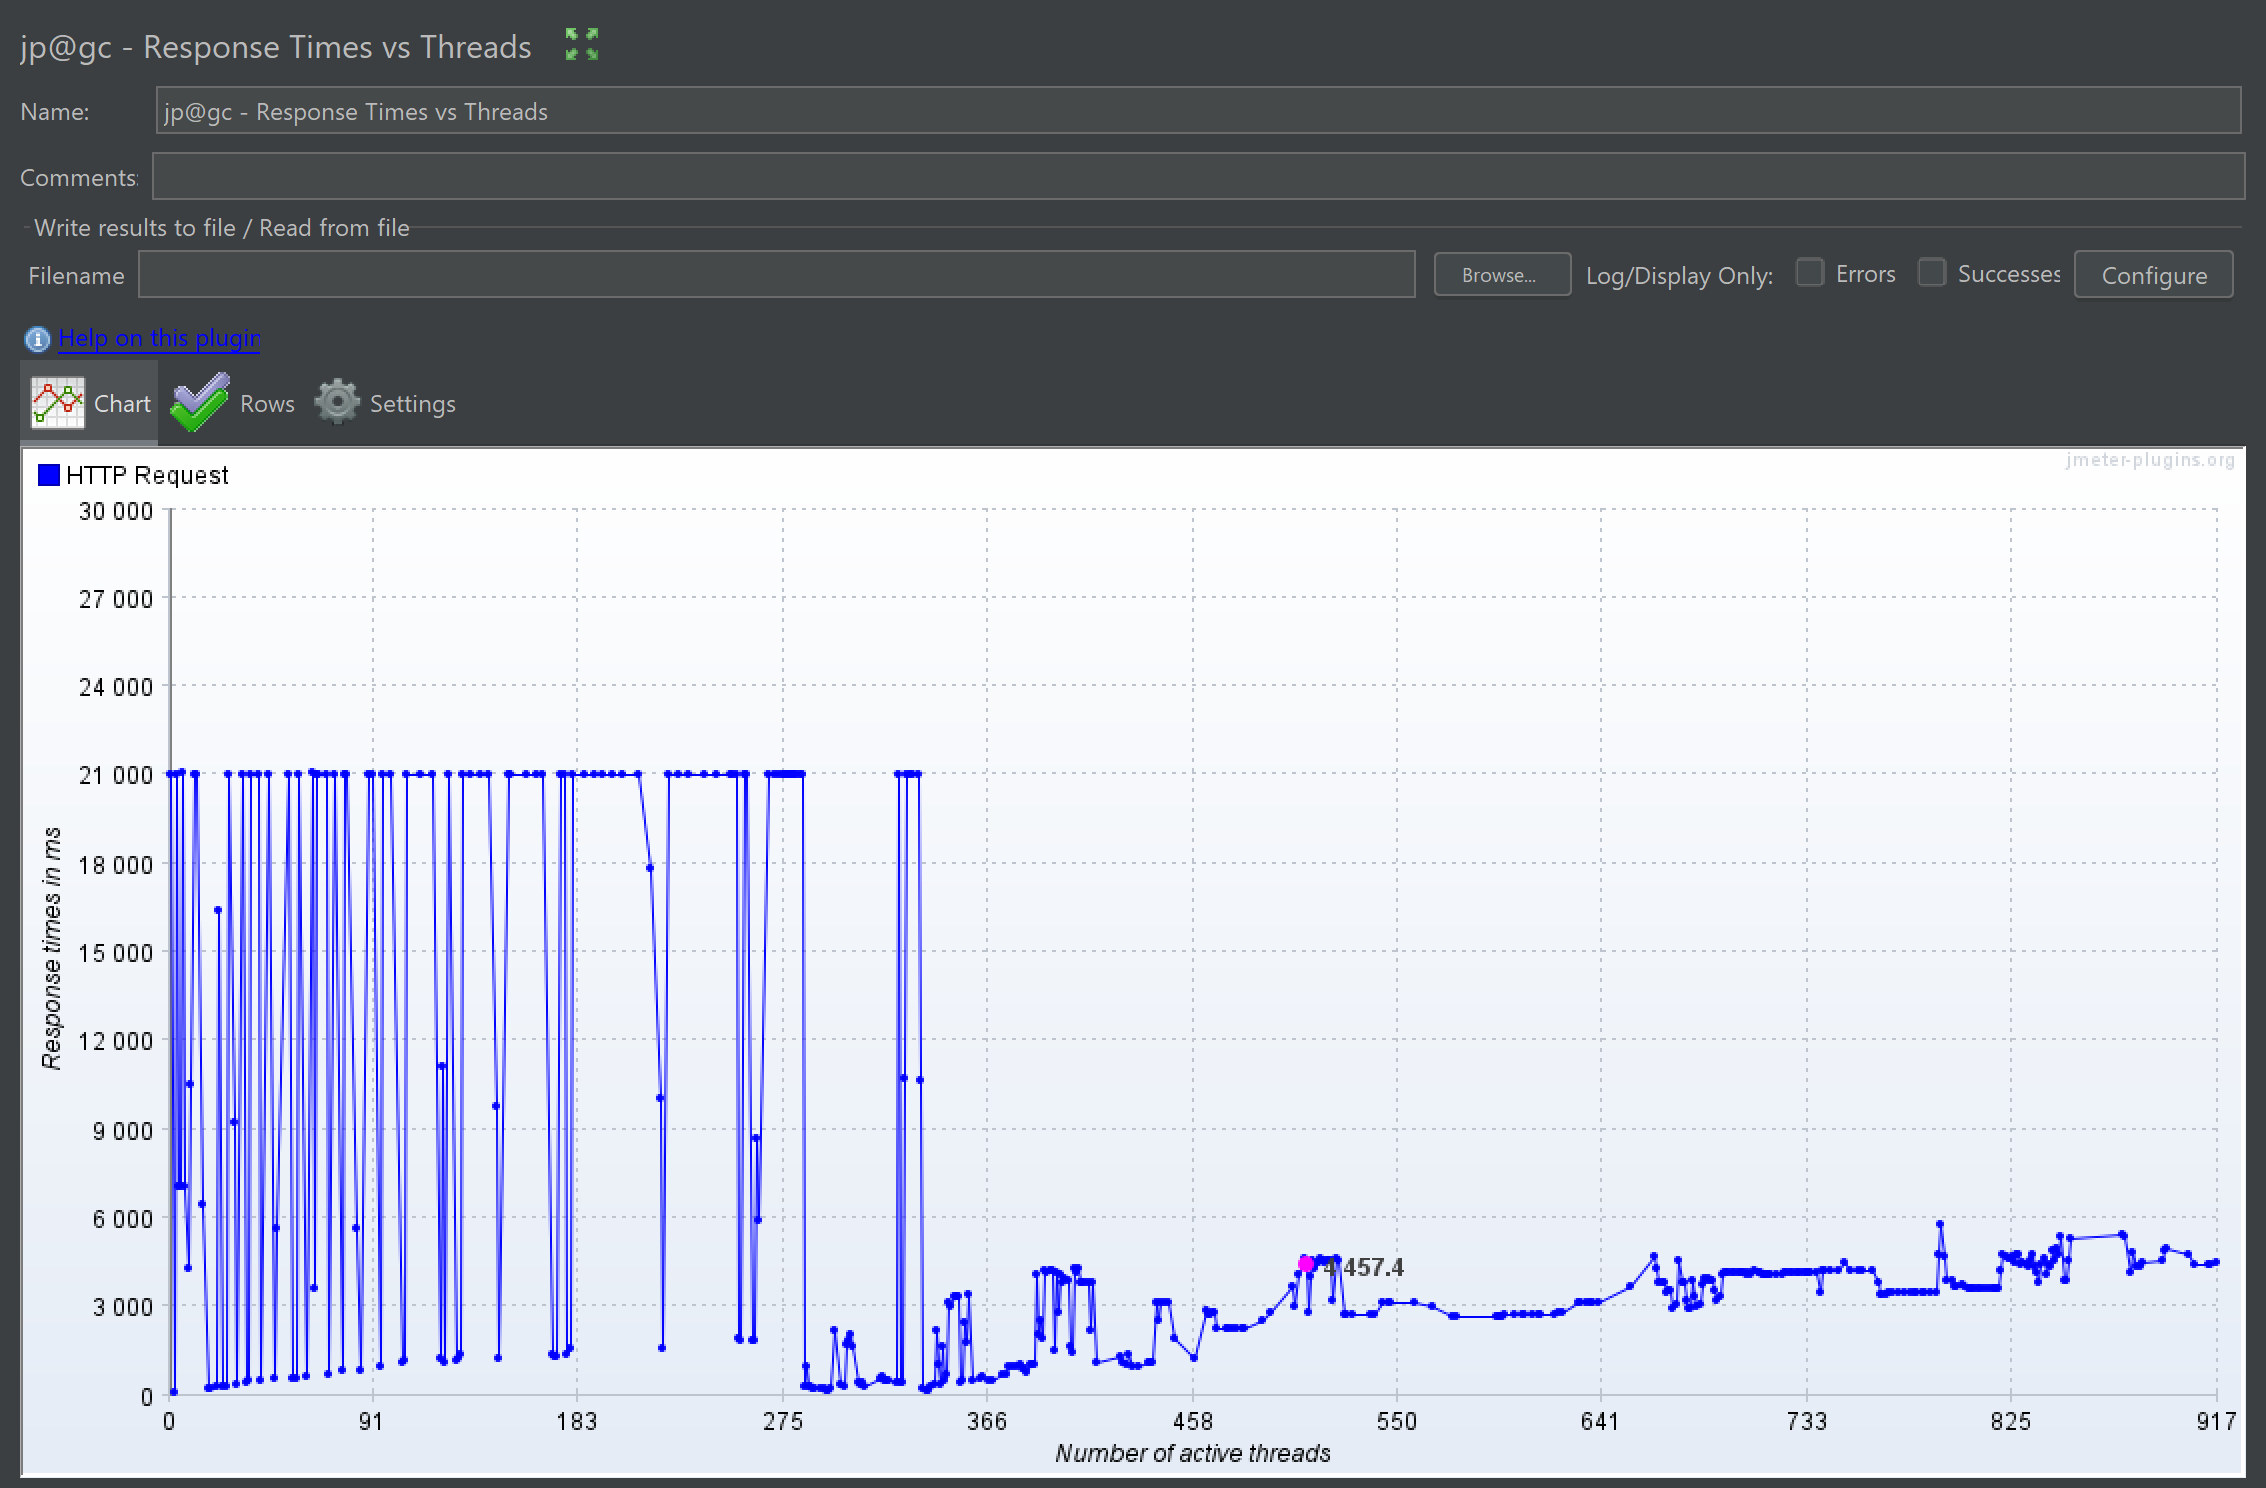 jp@gc - Response Times vs Threads
Name: jp@gc - Response Times vs Threads
Comments:
Write results to file / Read from file
Filename Browse... Log/Display Only: Errors Successes Configure
Help on this plugin
Chart Rows Settings
HTTP Request
jmeter-plugins.org
30 000
27 000
24 000
21 000
18 000
15 000
12 000
9 000
6 000
3 000
0
Response times in ms
4 457.4
0 91 183 275 366 458 550 641 733 825 917
Number of active threads